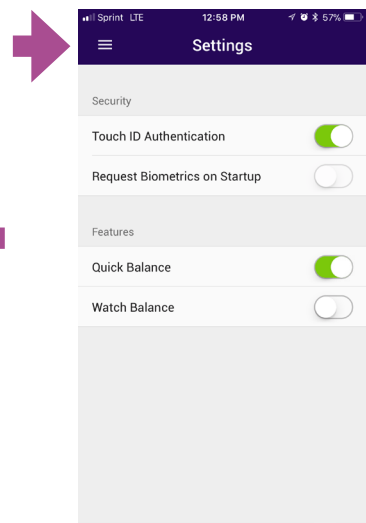 Sprint LTE 12:58 PM 57%
Settings
Security
Touch ID Authentication
Request Biometrics on Startup
Features
Quick Balance
Watch Balance